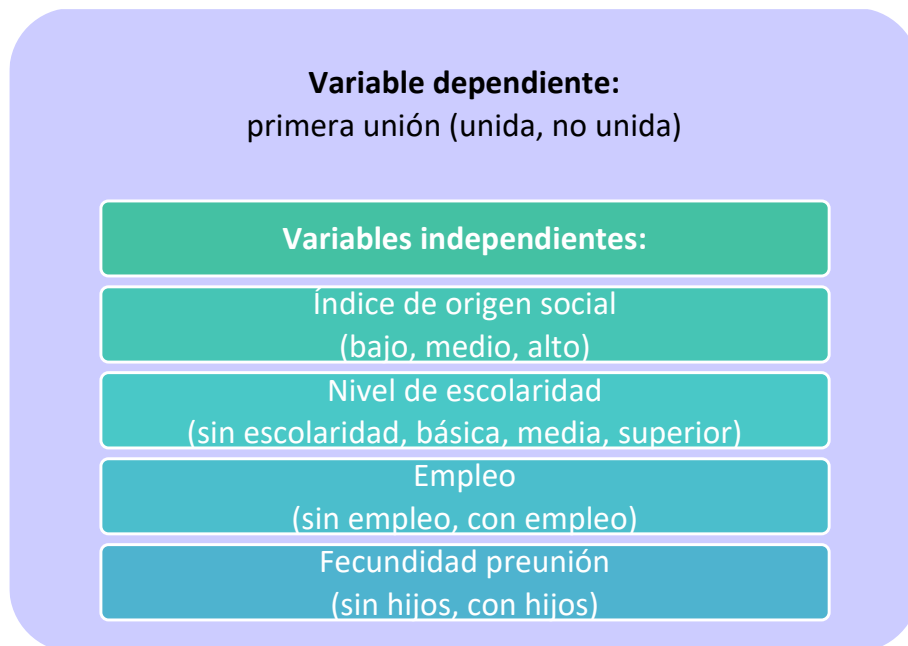 Variable dependiente:
primera unión (unida, no unida)
Variables independientes:
Índice de origen social
(bajo, medio, alto)
Nivel de escolaridad
(sin escolaridad, básica, media, superior)
Empleo
(sin empleo, con empleo)
Fecundidad preunión
(sin hijos, con hijos)